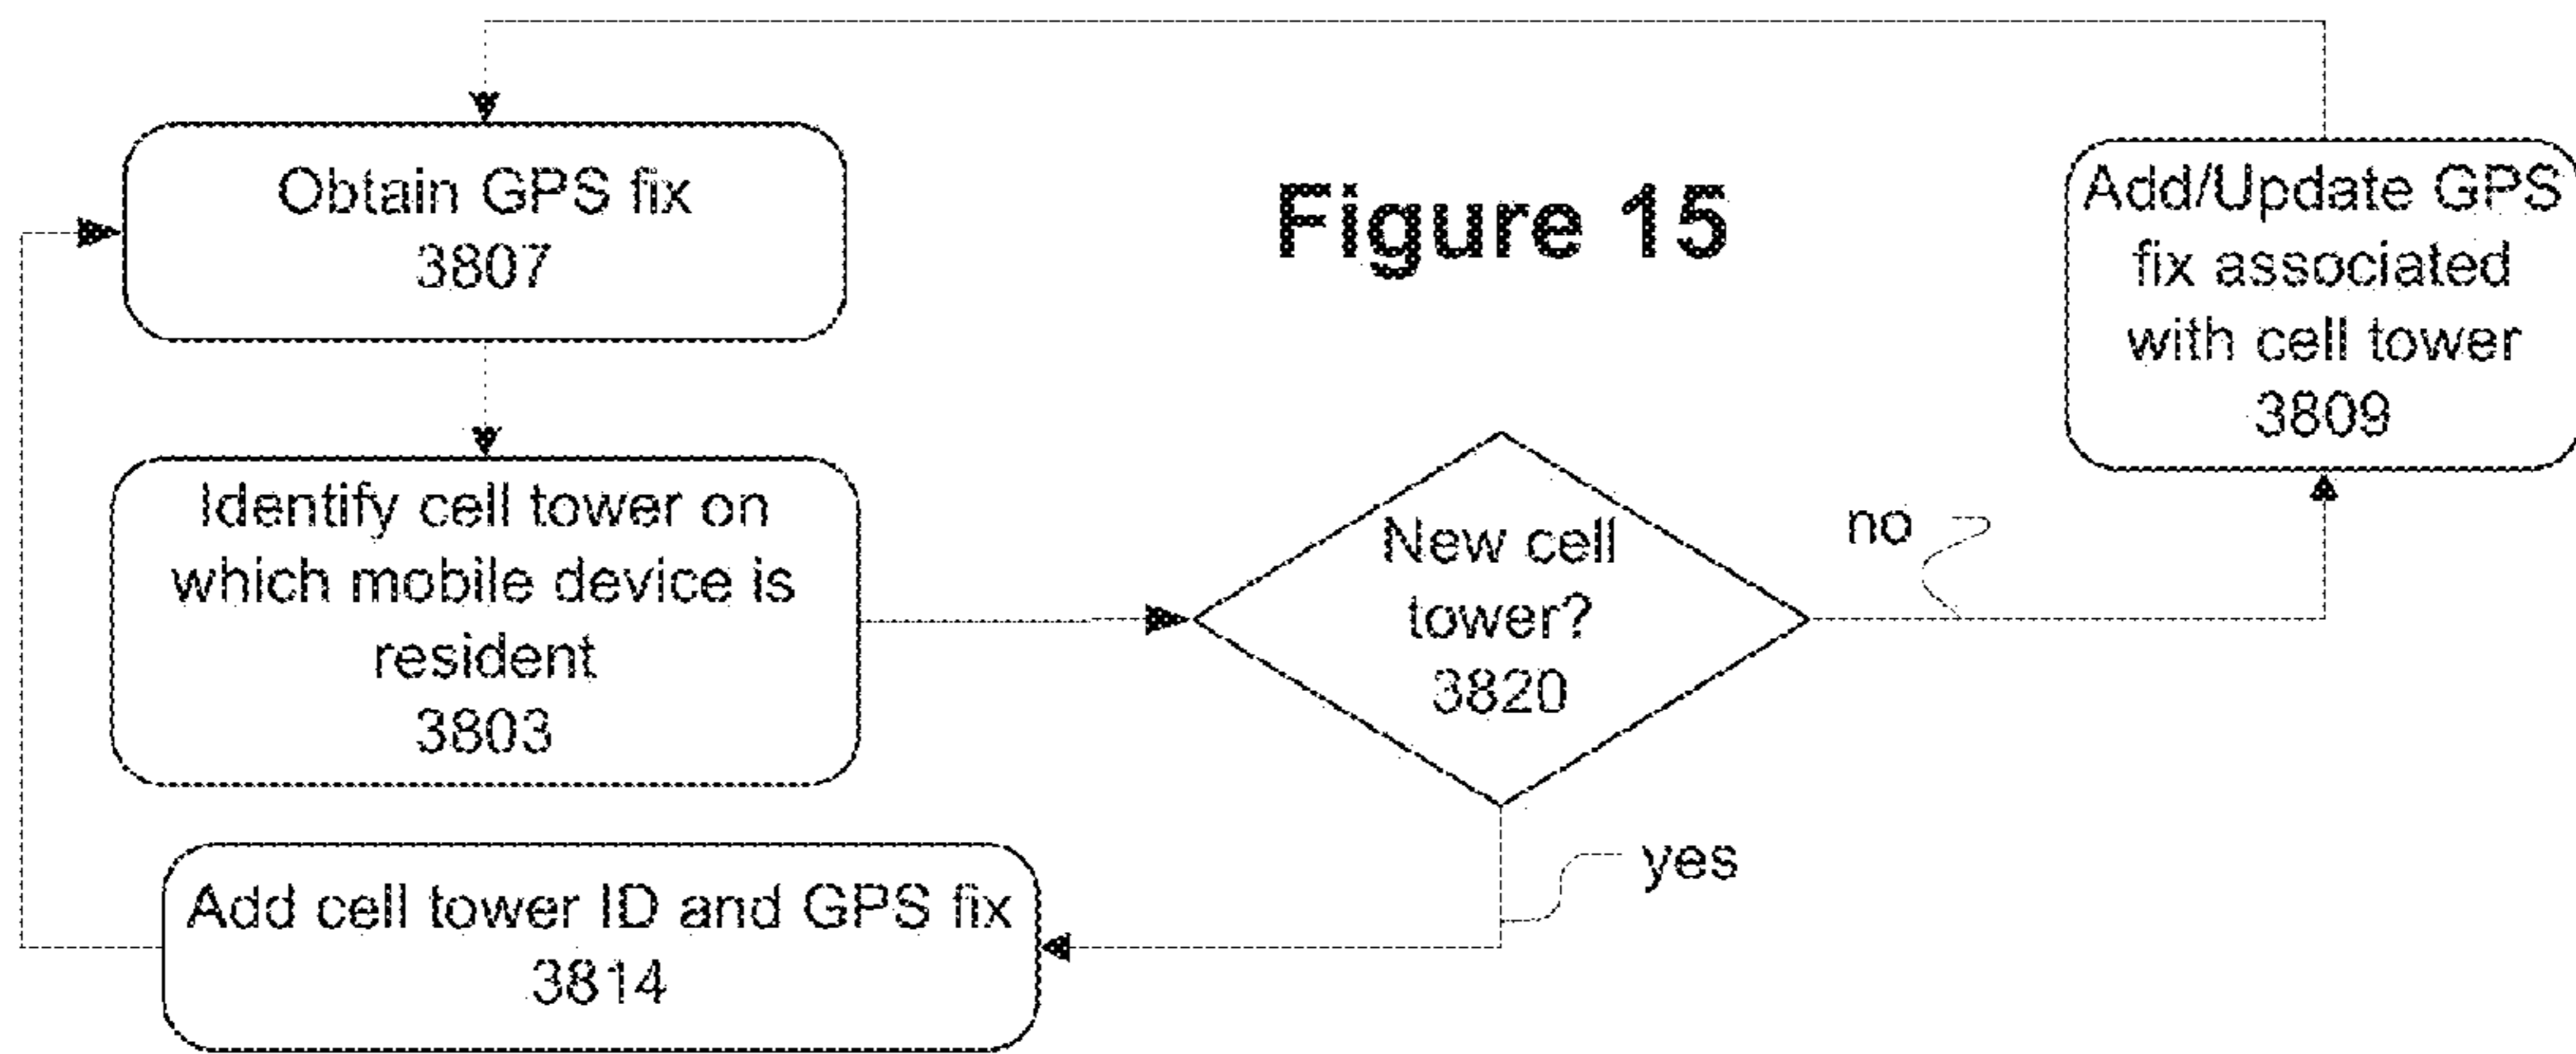 Obtain GPS fix
3807
Figure 15
Add/Update GPS
fix associated
with cell tower
3809
Identify cell tower on
which mobile device is
resident
3803
New cell
tower?
3820
no
yes
Add cell tower ID and GPS fix
3814